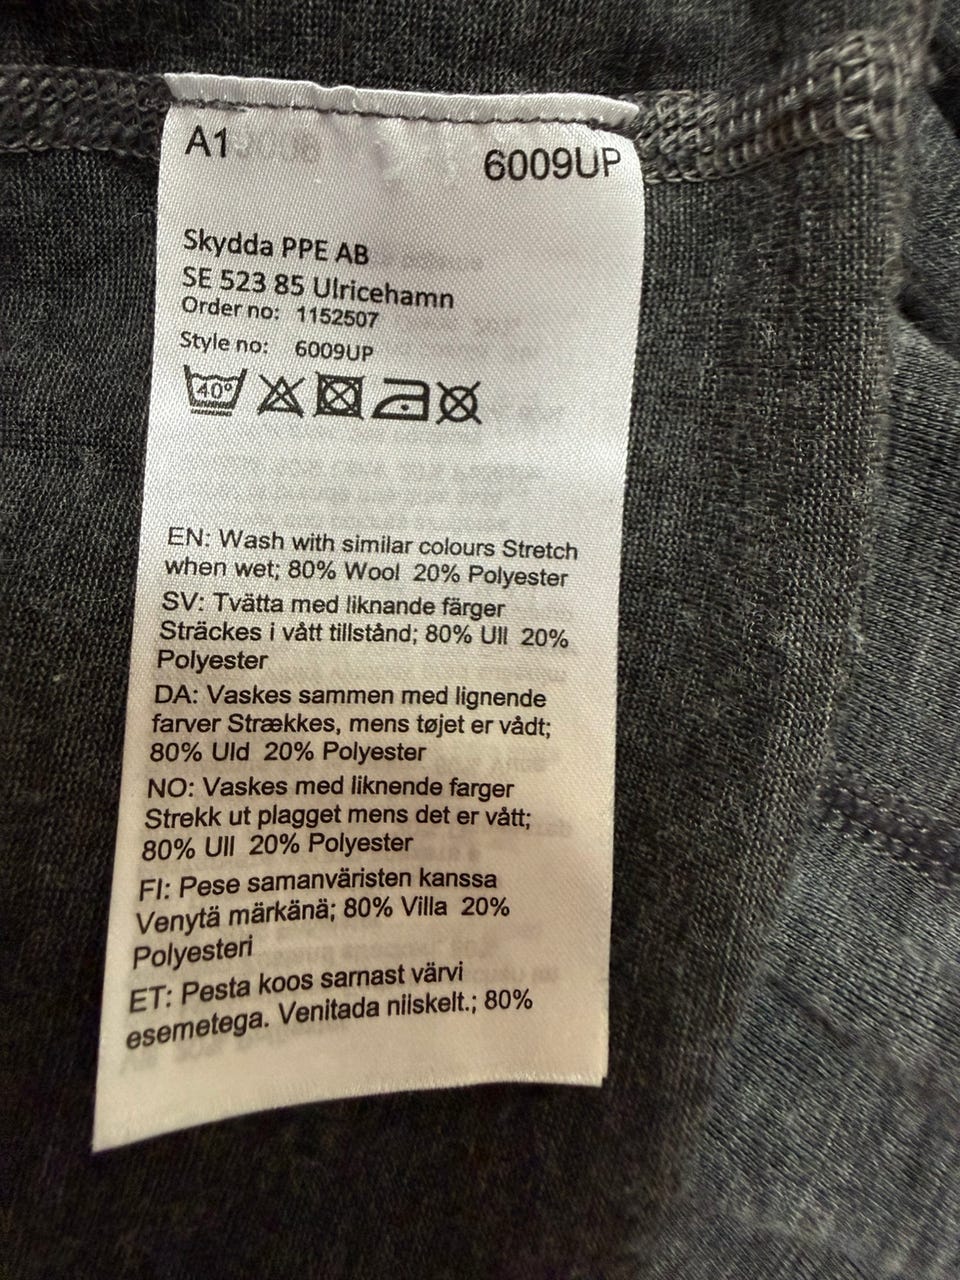 A1
6009UP
Skydda PPE AB
SE 523 85 Ulricehamn
Order no: 1152507
Style no: 6009UP
40°
EN: Wash with similar colours Stretch
when wet; 80% Wool 20% Polyester
SV: Tvätta med liknande färger
Sträckes i vått tillstånd; 80% Ull 20%
Polyester
DA: Vaskes sammen med lignende
farver Strækkes, mens tøjet er vådt;
80% Uld 20% Polyester
NO: Vaskes med liknende farger
Strekk ut plagget mens det er vått;
80% Ull 20% Polyester
FI: Pese samanväristen kanssa
Venytä märkänä; 80% Villa 20%
Polyesteri
ET: Pesta koos sarnast värvi
esemetega. Venitada niiskelt.; 80%